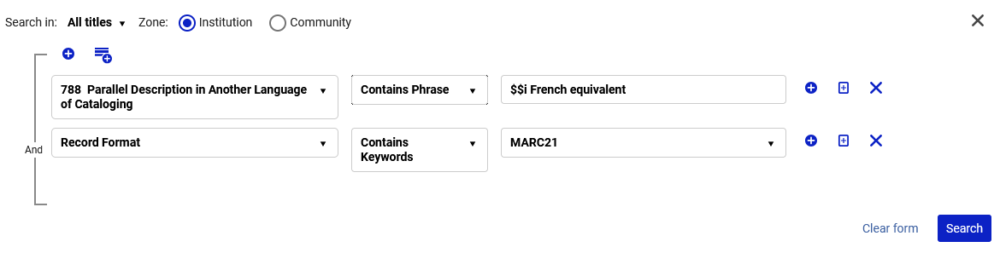 Search in: All titles Zone: Institution Community
788 Parallel Description in Another Language of Cataloging
Contains Phrase
$$i French equivalent
And
Record Format
Contains Keywords
MARC21
Clear form Search